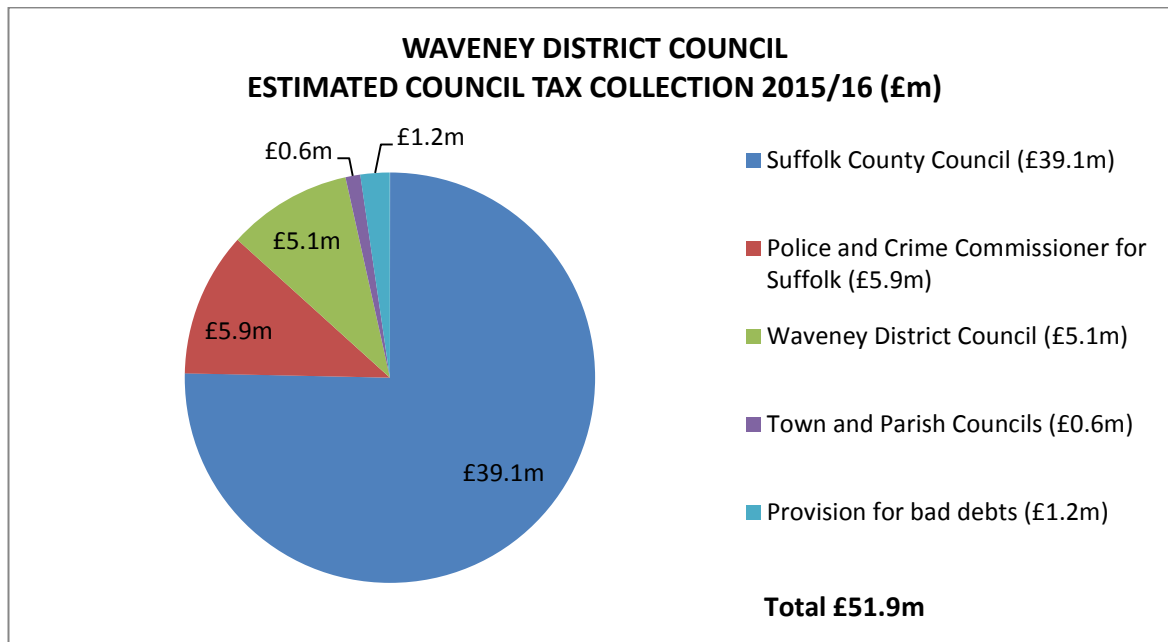 WAVENEY DISTRICT COUNCIL
ESTIMATED COUNCIL TAX COLLECTION 2015/16 (£m)
£0.6m
£1.2m
£5.1m
£5.9m
£39.1m
Suffolk County Council (£39.1m)
Police and Crime Commissioner for
Suffolk (£5.9m)
Waveney District Council (£5.1m)
Town and Parish Councils (£0.6m)
Provision for bad debts (£1.2m)
Total £51.9m